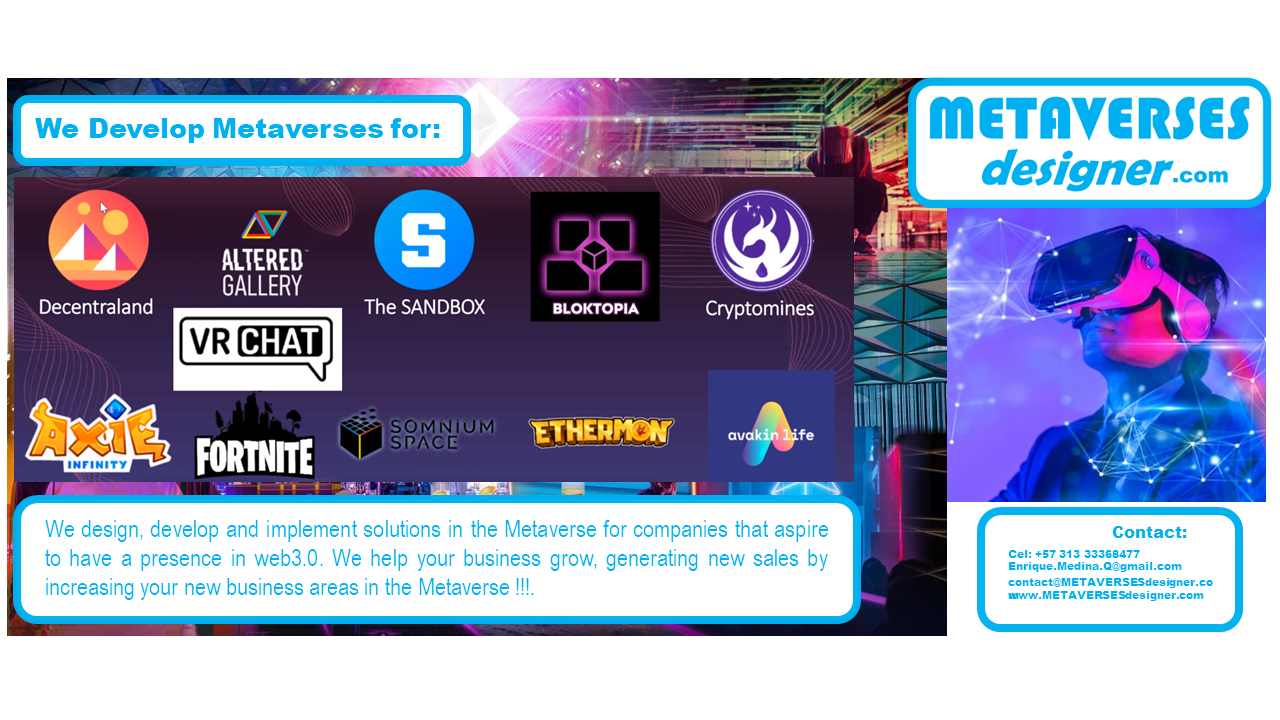 We Develop Metaverses for:
METAVERSES
designer.com
Decentraland
ALTERED
GALLERY
The SANDBOX
BLOKTOPIA
Cryptomines
VR CHAT
AXIE
INFINITY
FORTNITE
SOMNIUM
SPACE
ETHERMON
avakin life
We design, develop and implement solutions in the Metaverse for companies that aspire
to have a presence in web3.0. We help your business grow, generating new sales by
increasing your new business areas in the Metaverse !!!.
Contact:
Cel: +57 313 33368477
Enrique.Medina.Q@gmail.com
contact@METAVERSESdesigner.co
www.METAVERSESdesigner.com